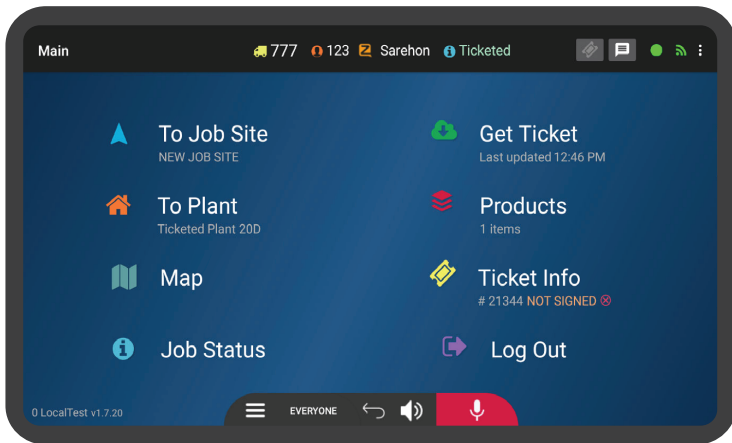 Main 777 123 Z Sarehon Ticketed
To Job Site
NEW JOB SITE
Get Ticket
Last updated 12:46 PM
To Plant
Ticketed Plant 20D
Products
1 items
Map
Ticket Info
# 21344 NOT SIGNED
Job Status
Log Out
0 LocalTest v1.7.20
EVERYONE